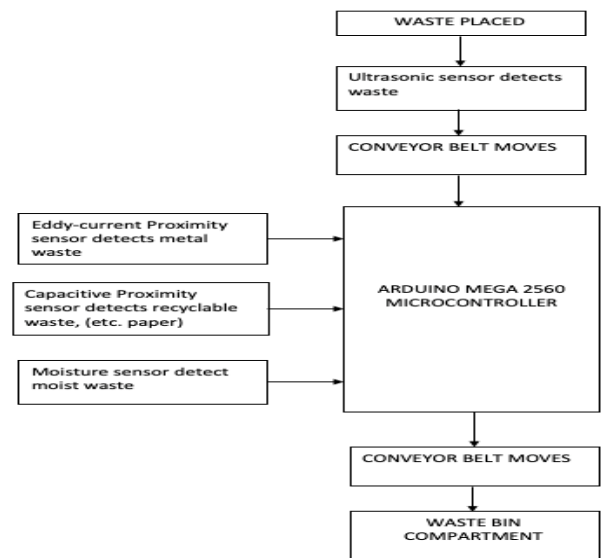 WASTE PLACED
Ultrasonic sensor detects
waste
CONVEYOR BELT MOVES
Eddy-current Proximity
sensor detects metal
waste
Capacitive Proximity
sensor detects recyclable
waste, (etc. paper)
Moisture sensor detect
moist waste
ARDUINO MEGA 2560
MICROCONTROLLER
CONVEYOR BELT MOVES
WASTE BIN
COMPARTMENT